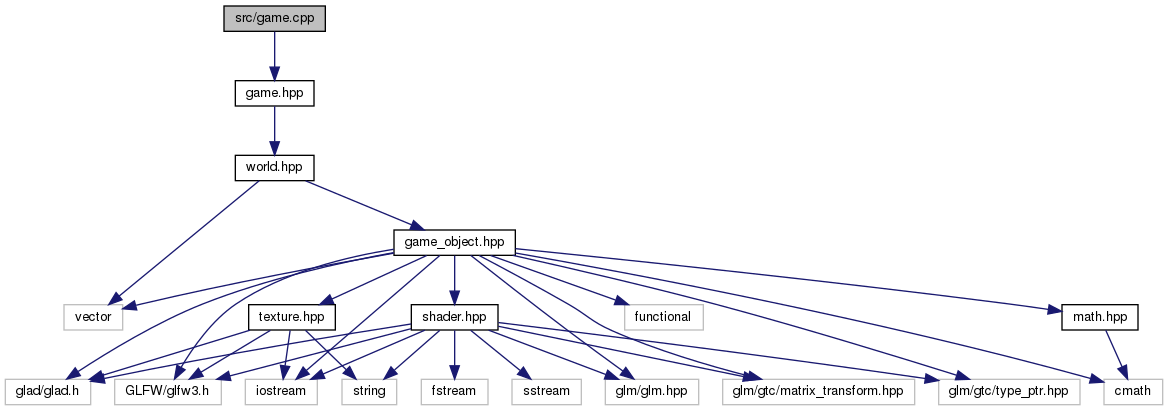 src/game.cpp
game.hpp
world.hpp
game_object.hpp
vector
texture.hpp
shader.hpp
functional
math.hpp
glad/glad.h
GLFW/glfw3.h
iostream
string
fstream
sstream
glm/glm.hpp
glm/gtc/matrix_transform.hpp
glm/gtc/type_ptr.hpp
cmath